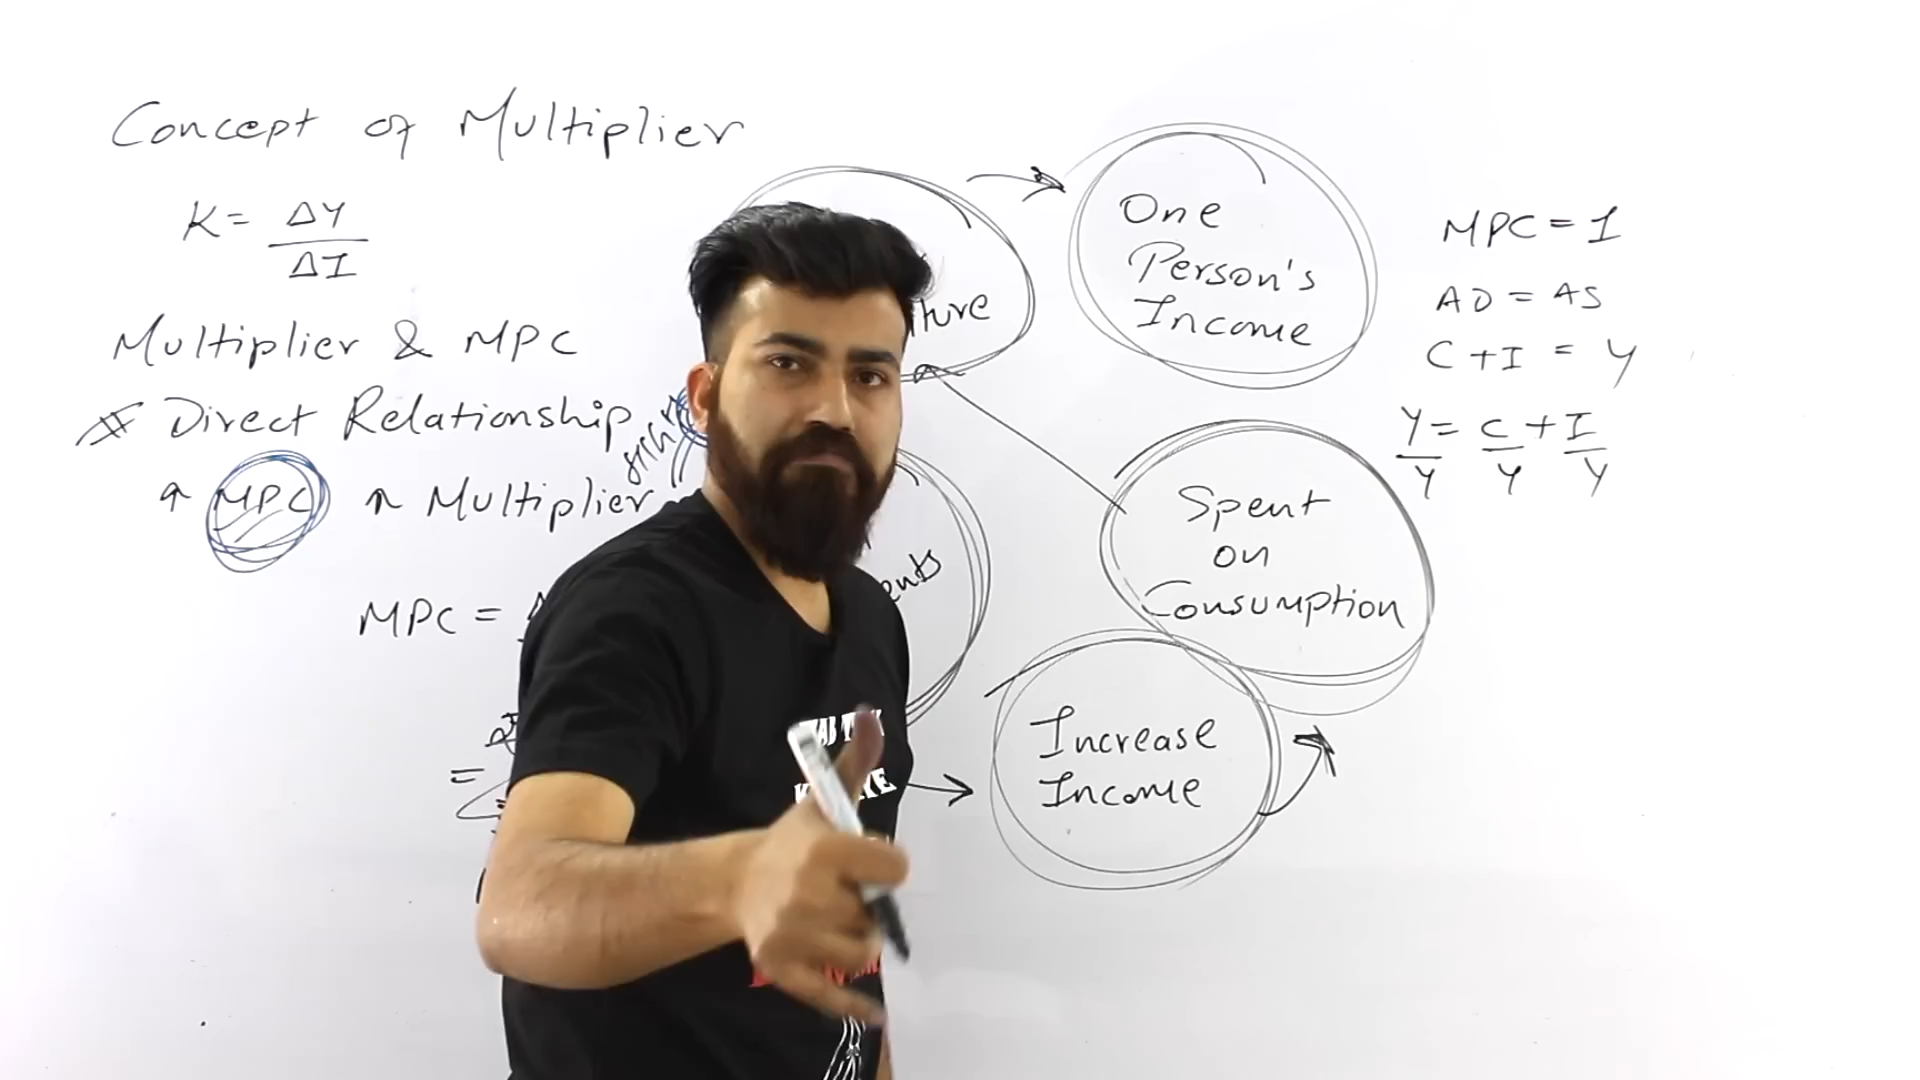 Concept of Multiplier
K = ΔY
ΔI
Multiplier & MPC
Direct Relationship
↑ MPC ↑ Multiplier
MPC =
=
One
Person's
Income
Spent
on
Consumption
Increase
Income
MPC = 1
AD = AS
C + I = Y
Y = C + I
Y Y Y